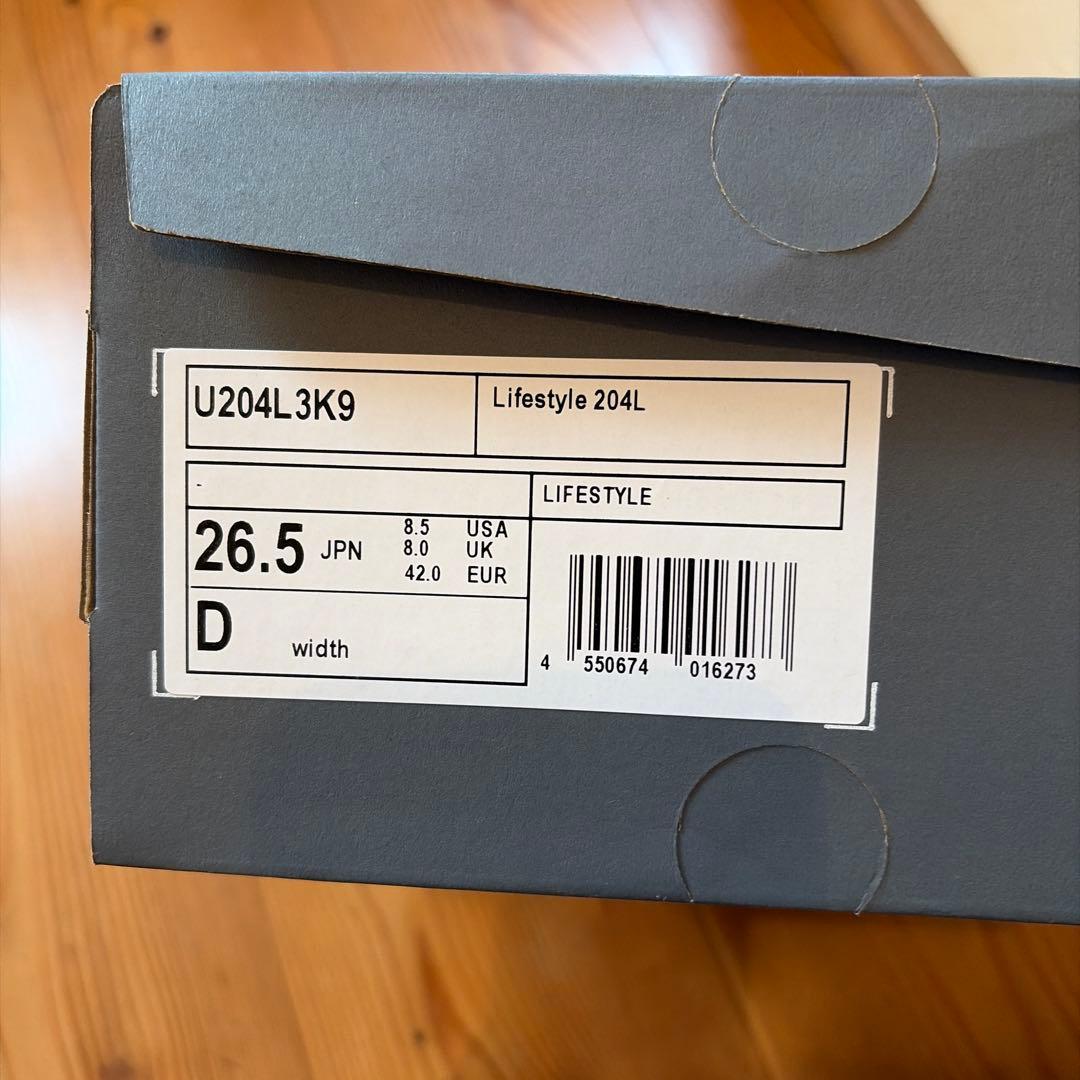 U204L3K9
Lifestyle 204L
-
LIFESTYLE
26.5 JPN
8.5 USA
8.0 UK
42.0 EUR
D width
4 550674 016273